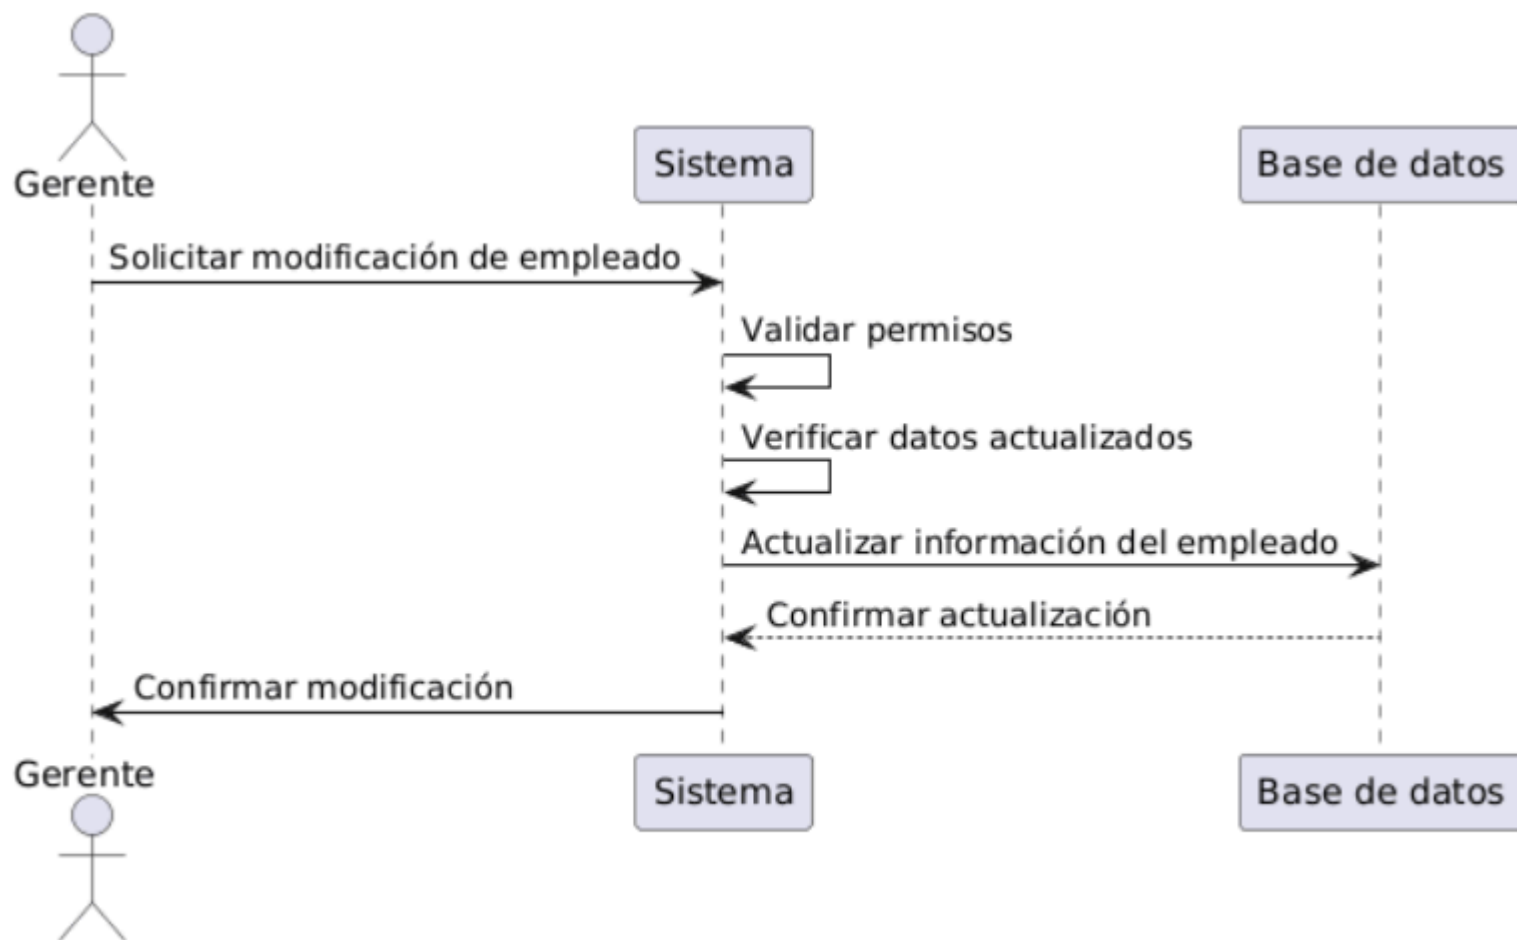 Gerente
Sistema
Base de datos
Solicitar modificación de empleado
Validar permisos
Verificar datos actualizados
Actualizar información del empleado
Confirmar actualización
Confirmar modificación
Gerente
Sistema
Base de datos